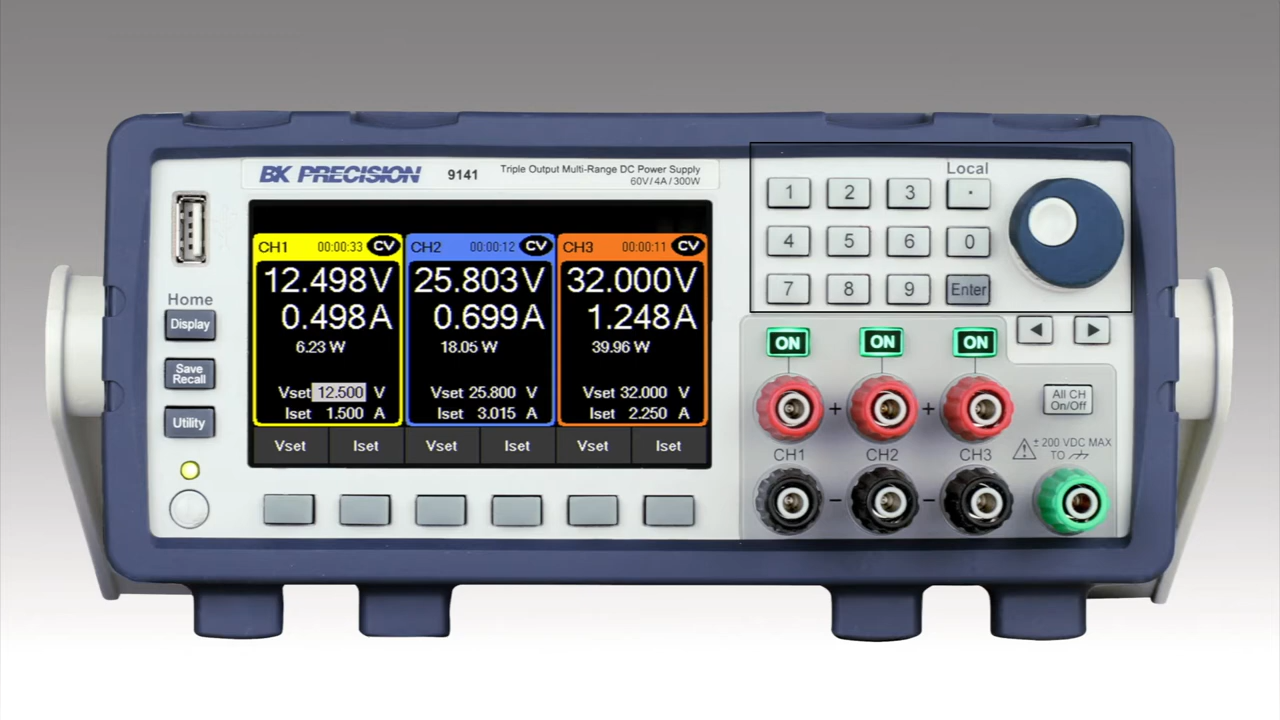 BK PRECISION 9141 Triple Output Multi-Range DC Power Supply
60V/4A/300W
CH1 00:00:33 CV CH2 00:00:12 CV CH3 00:00:11 CV
12.498V 25.803V 32.000V
0.498A 0.699A 1.248A
6.23 W 18.05 W 39.96 W
Vset 12.500 V Vset 25.800 V Vset 32.000 V
Iset 1.500 A Iset 3.015 A Iset 2.250 A
Vset Iset Vset Iset Vset Iset
Home
Display
Save
Recall
Utility
Local
1 2 3 .
4 5 6 0
7 8 9 Enter
ON ON ON
All CH
On/Off
+ +
CH1 CH2 CH3
± 200 VDC MAX
TO
- -